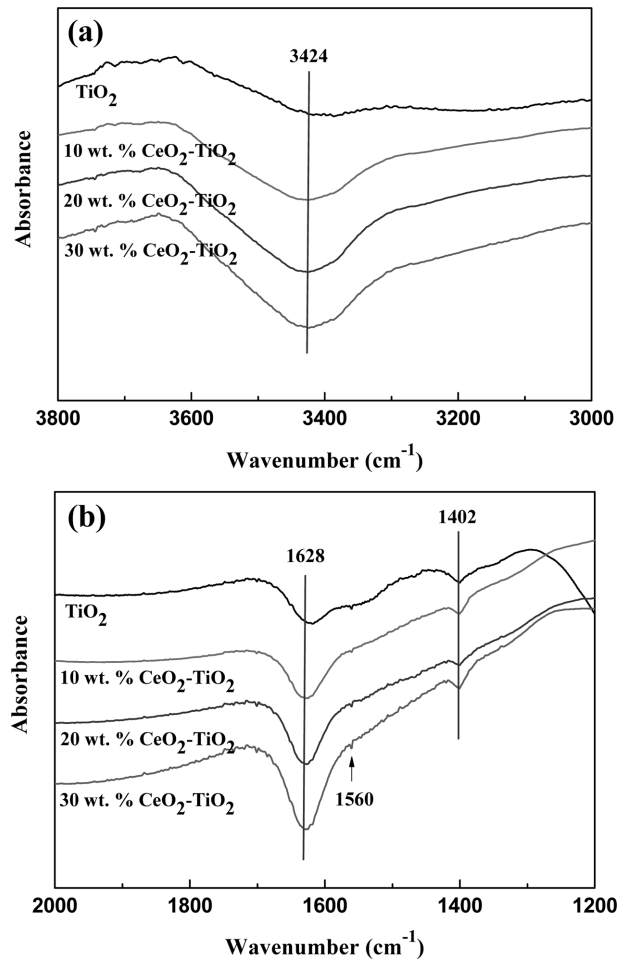 (a)
3424
TiO2
10 wt. % CeO2-TiO2
20 wt. % CeO2-TiO2
30 wt. % CeO2-TiO2
Absorbance
3800 3600 3400 3200 3000
Wavenumber (cm-1)
(b)
1402
1628
TiO2
10 wt. % CeO2-TiO2
20 wt. % CeO2-TiO2
30 wt. % CeO2-TiO2
1560
Absorbance
2000 1800 1600 1400 1200
Wavenumber (cm-1)